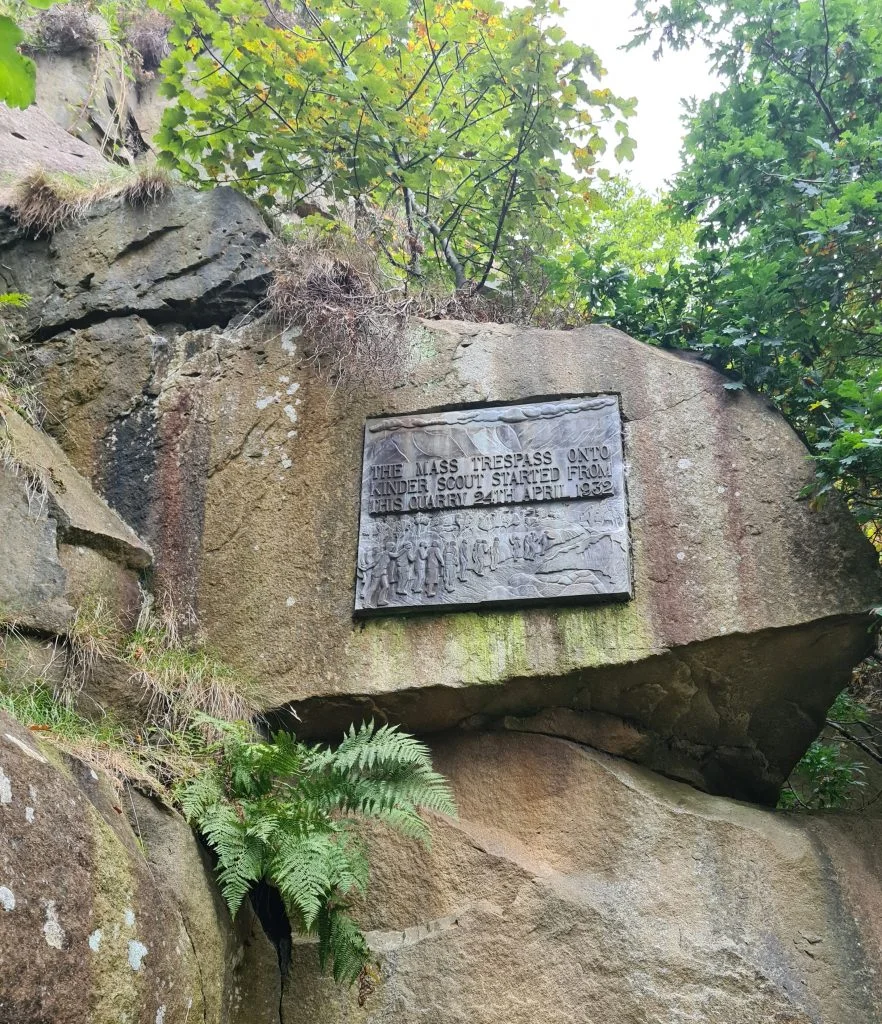 THE MASS TRESPASS ONTO
KINDER SCOUT STARTED FROM
THIS QUARRY 24TH APRIL 1932